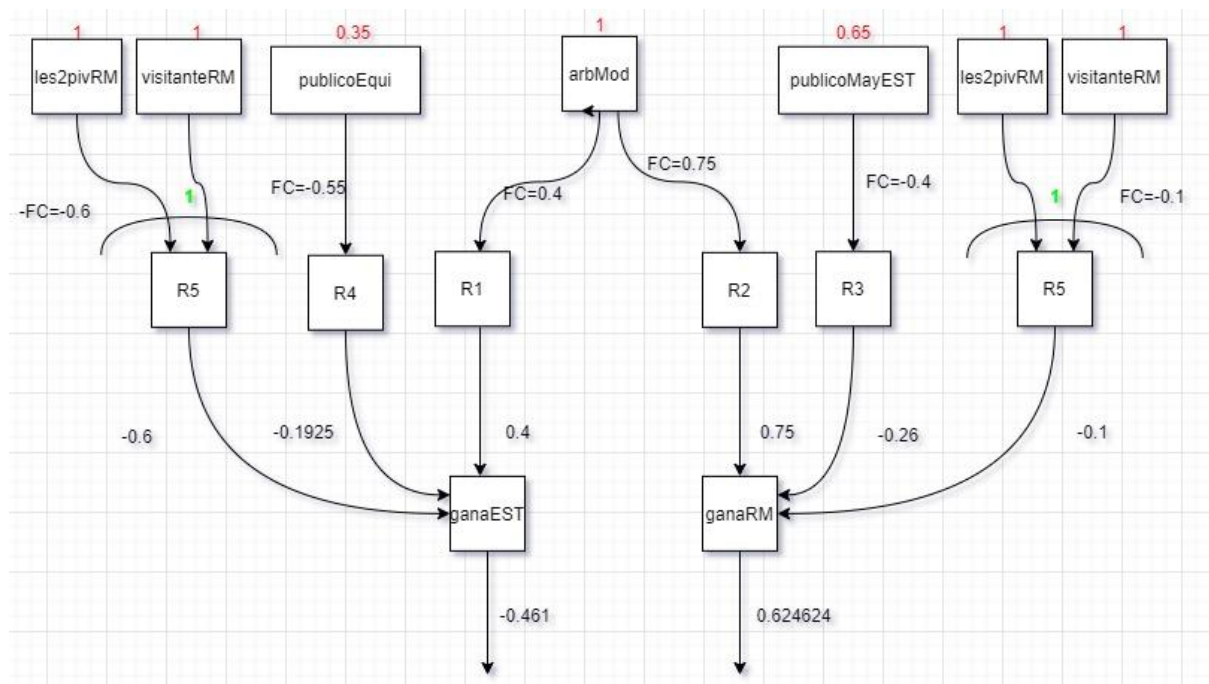 1
1
0.35
1
0.65
1
1
les2pivRM
visitanteRM
publicoEqui
arbMod
publicoMayEST
les2pivRM
visitanteRM
-FC=-0.6
1
FC=-0.55
FC=0.4
FC=0.75
FC=-0.4
1
FC=-0.1
R5
R4
R1
R2
R3
R5
-0.6
-0.1925
0.4
0.75
-0.26
-0.1
ganaEST
ganaRM
-0.461
0.624624